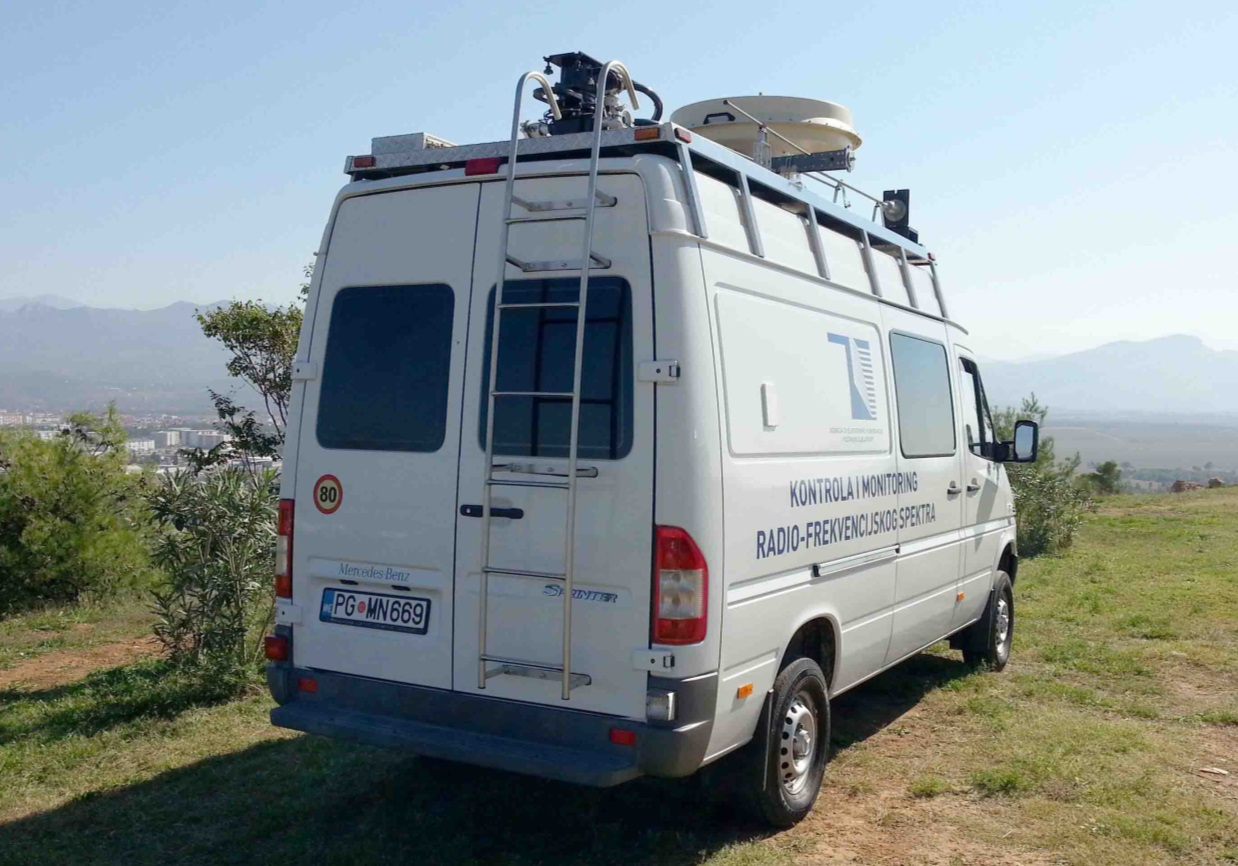 80
Mercedes-Benz
SPRINTER
PG MN669
KONTROLA I MONITORING
RADIO-FREKVENCIJSKOG SPEKTRA